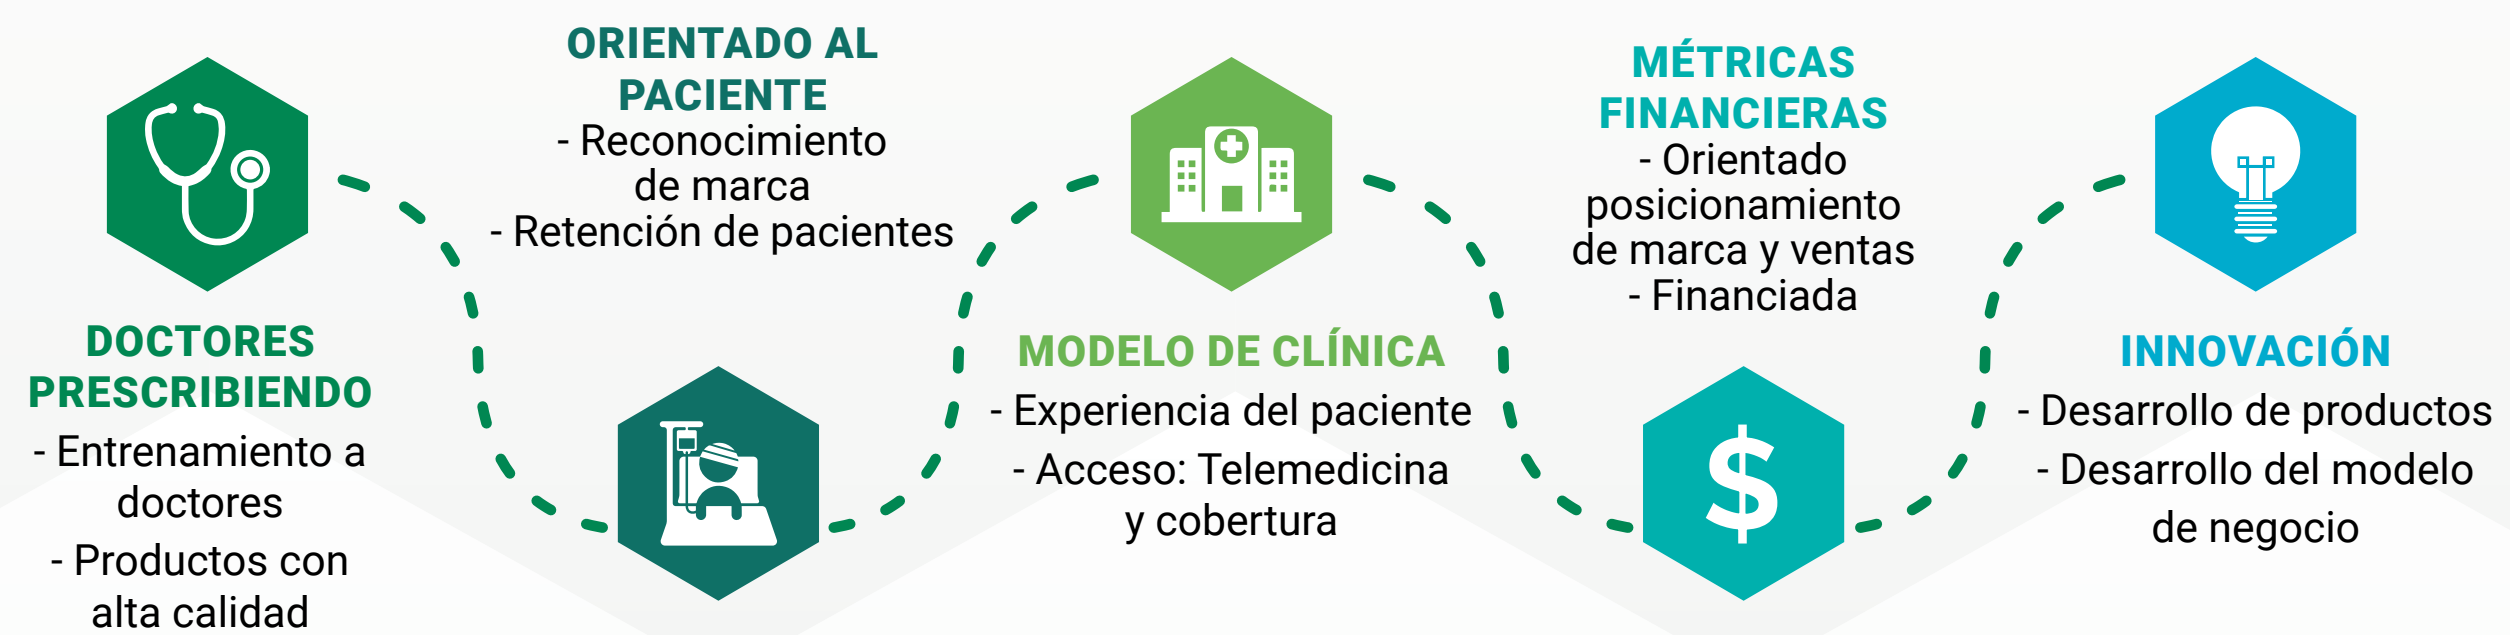 DOCTORES
PRESCRIBIENDO
- Entrenamiento a
doctores
- Productos con
alta calidad
ORIENTADO AL
PACIENTE
- Reconocimiento
de marca
- Retención de pacientes
MODELO DE CLÍNICA
- Experiencia del paciente
- Acceso: Telemedicina
y cobertura
MÉTRICAS
FINANCIERAS
- Orientado
posicionamiento
de marca y ventas
- Financiada
$
INNOVACIÓN
- Desarrollo de productos
- Desarrollo del modelo
de negocio